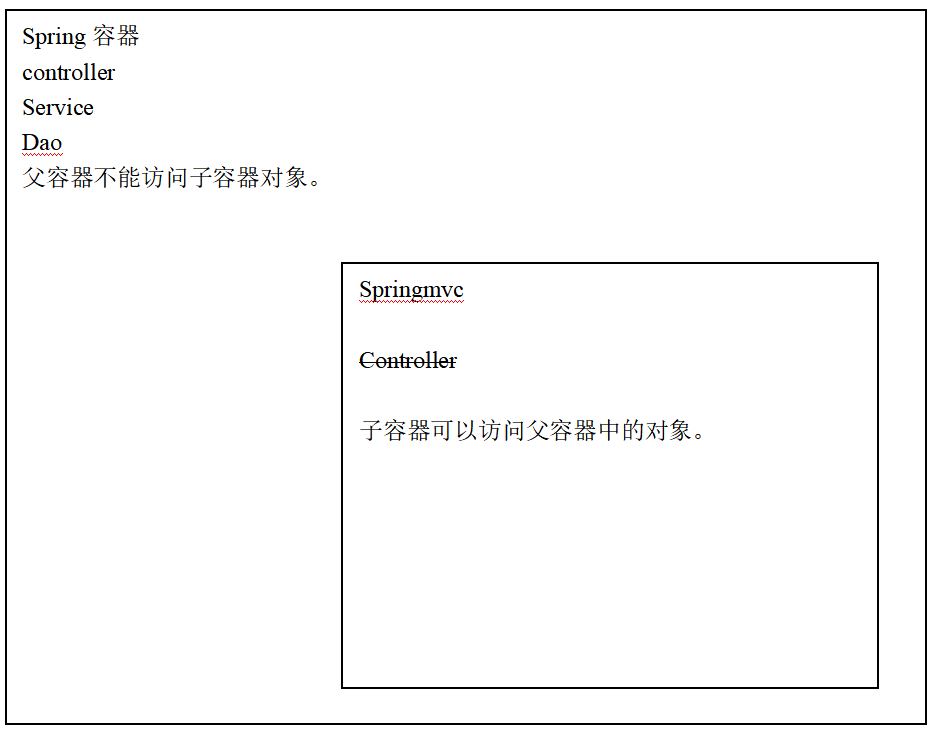 Spring 容器
controller
Service
Dao
父容器不能访问子容器对象。
Springmvc
Controller
子容器可以访问父容器中的对象。